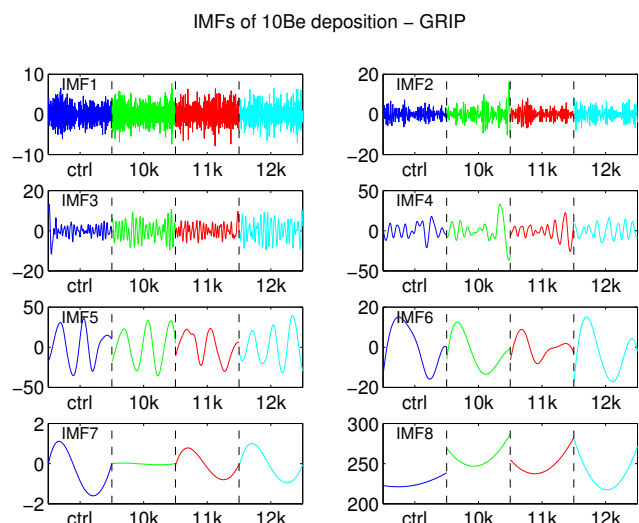 IMFs of 10Be deposition − GRIP
10
0
−10
IMF1
ctrl 10k 11k 12k
20
0
−20
IMF2
ctrl 10k 11k 12k
20
0
−20
IMF3
ctrl 10k 11k 12k
50
0
−50
IMF4
ctrl 10k 11k 12k
50
0
−50
IMF5
ctrl 10k 11k 12k
20
0
−20
IMF6
ctrl 10k 11k 12k
2
0
−2
IMF7
ctrl 10k 11k 12k
300
250
200
IMF8
ctrl 10k 11k 12k